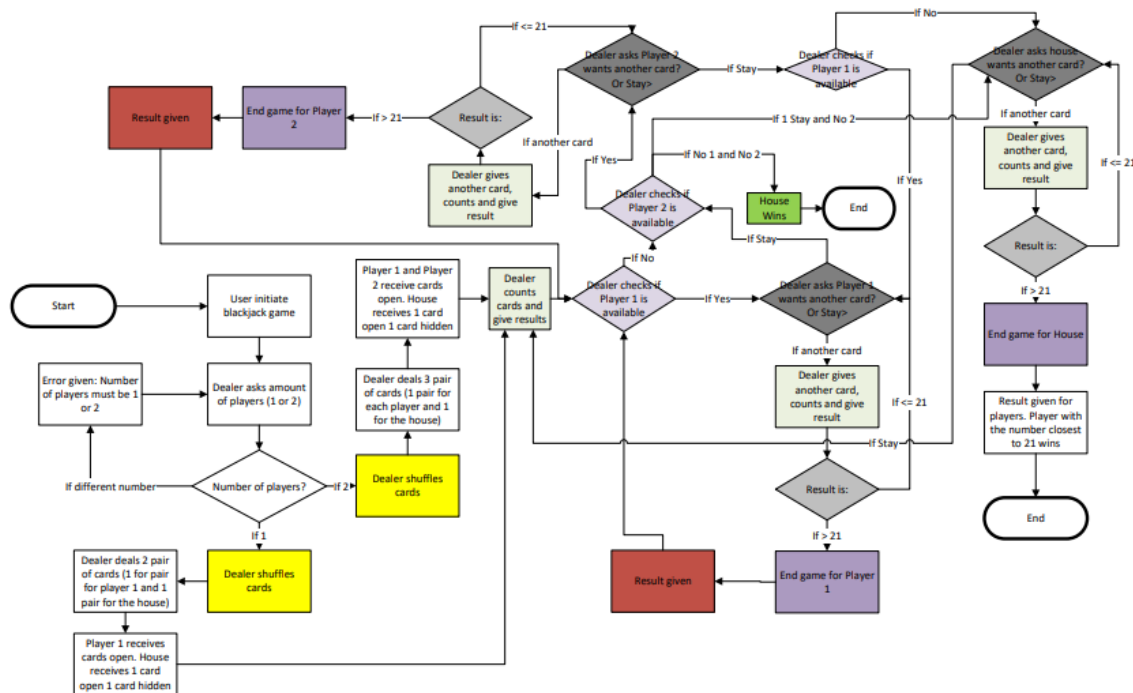 If No
If <= 21
Dealer asks Player 2
wants another card?
Or Stay>
If Stay
Dealer checks if
Player 1 is
available
Dealer asks house
wants another card?
Or Stay>
Result given
End game for Player
2
If > 21
Result is:
If another card
If 1 Stay and No 2
If another card
Dealer gives
another card,
counts and give
result
If <= 21
Dealer gives
another card,
counts and give
result
If Yes
If No 1 and No 2
If Yes
Dealer checks if
Player 2 is
available
House
Wins
End
If Stay
Result is:
If No
Start
User initiate
blackjack game
Player 1 and Player
2 receive cards
open. House
receives 1 card
open 1 card hidden
Dealer
counts
cards and
give results
Dealer checks if
Player 1 is
available
If Yes
Dealer asks Player 1
wants another card?
Or Stay>
If > 21
End game for House
If another card
Error given: Number
of players must be 1
or 2
Dealer asks amount
of players (1 or 2)
Dealer deals 3 pair
of cards (1 pair for
each player and 1
for the house)
Dealer gives
another card,
counts and give
result
If <= 21
If Stay
Result given for
players. Player with
the number closest
to 21 wins
If different number
Number of players?
If 2
Dealer shuffles
cards
Result is:
End
If 1
If > 21
Dealer deals 2 pair
of cards (1 for pair
for player 1 and 1
pair for the house)
Dealer shuffles
cards
Result given
End game for Player
1
Player 1 receives
cards open. House
receives 1 card
open 1 card hidden